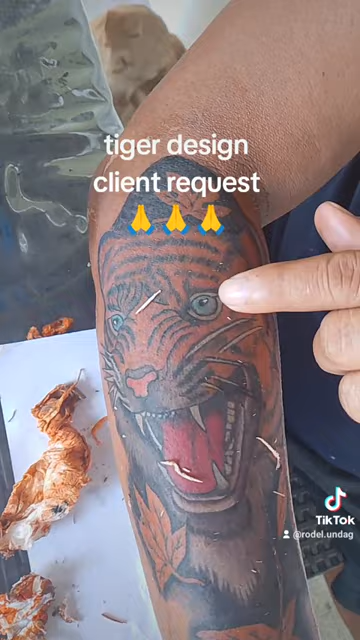 tiger design
client request
🙏🙏🙏
TikTok
@rodel.undag